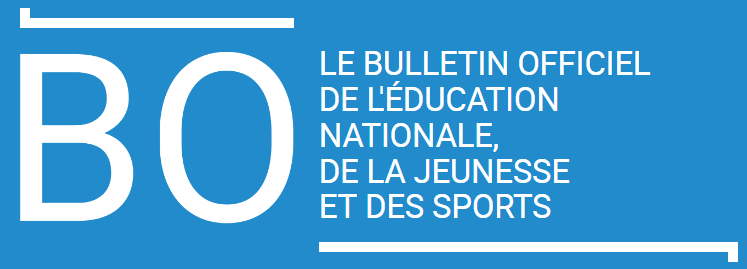 BO
LE BULLETIN OFFICIEL
DE L'ÉDUCATION
NATIONALE,
DE LA JEUNESSE
ET DES SPORTS